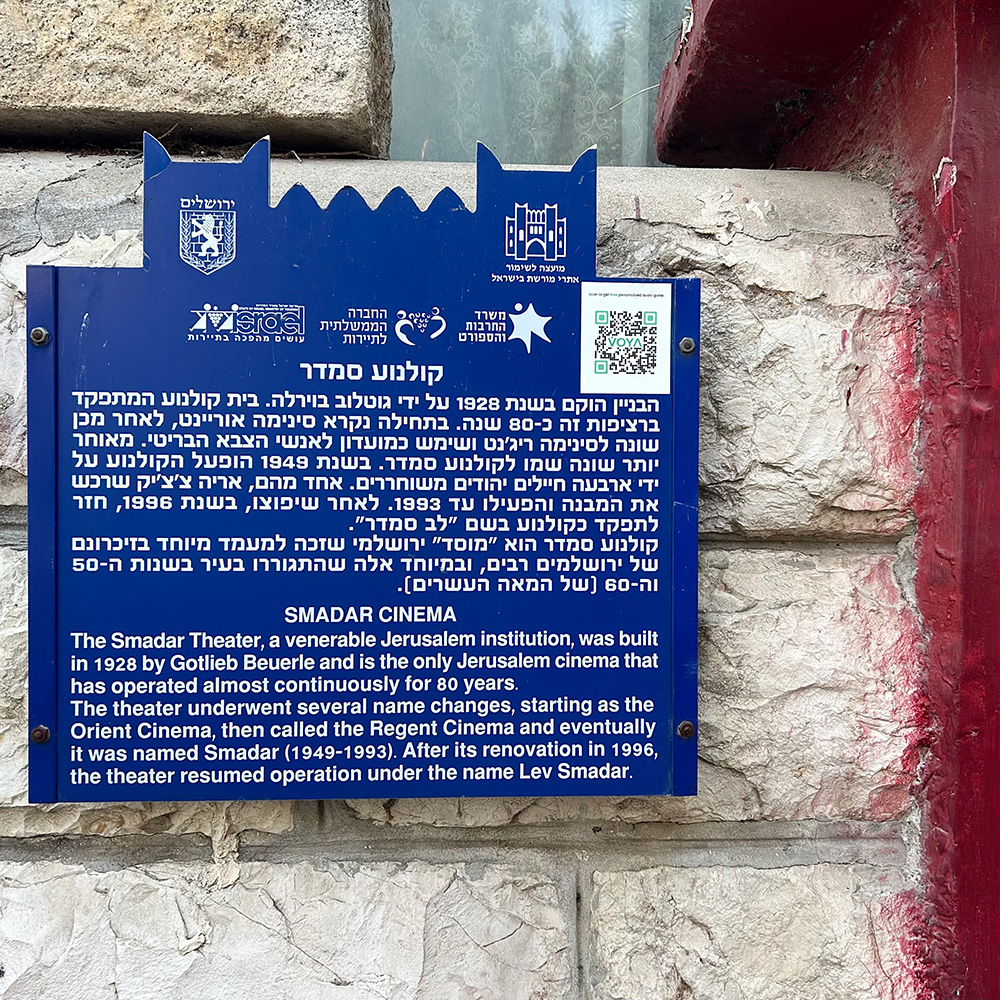 ירושלים
מועצה לשימור
אתרי מורשת בישראל
Israel
עושים מהפכה בתיירות
החברה
הממשלתית
לתיירות
משרד
התרבות
והספורט
Scan to get free personalized audio guide
VOYA
קולנוע סמדר
הבניין הוקם בשנת 1928 על ידי גוטלוב בוירלה. בית קולנוע המתפקד
ברציפות זה כ-80 שנה. בתחילה נקרא סינימה אוריינט, לאחר מכן
שונה לסינימה ריג'נט ושימש כמועדון לאנשי הצבא הבריטי. מאוחר
יותר שונה שמו לקולנוע סמדר. בשנת 1949 הופעל הקולנוע על
ידי ארבעה חיילים יהודים משוחררים. אחד מהם, אריה צ'צ'יק שרכש
את המבנה והפעילו עד 1993. לאחר שיפוצו, בשנת 1996, חזר
לתפקד כקולנוע בשם "לב סמדר".
קולנוע סמדר הוא "מוסד" ירושלמי שזכה למעמד מיוחד בזיכרונם
של ירושלמים רבים, ובמיוחד אלה שהתגוררו בעיר בשנות ה-50
וה-60 (של המאה העשרים).
SMADAR CINEMA
The Smadar Theater, a venerable Jerusalem institution, was built
in 1928 by Gotlieb Beuerle and is the only Jerusalem cinema that
has operated almost continuously for 80 years.
The theater underwent several name changes, starting as the
Orient Cinema, then called the Regent Cinema and eventually
it was named Smadar (1949-1993). After its renovation in 1996,
the theater resumed operation under the name Lev Smadar.